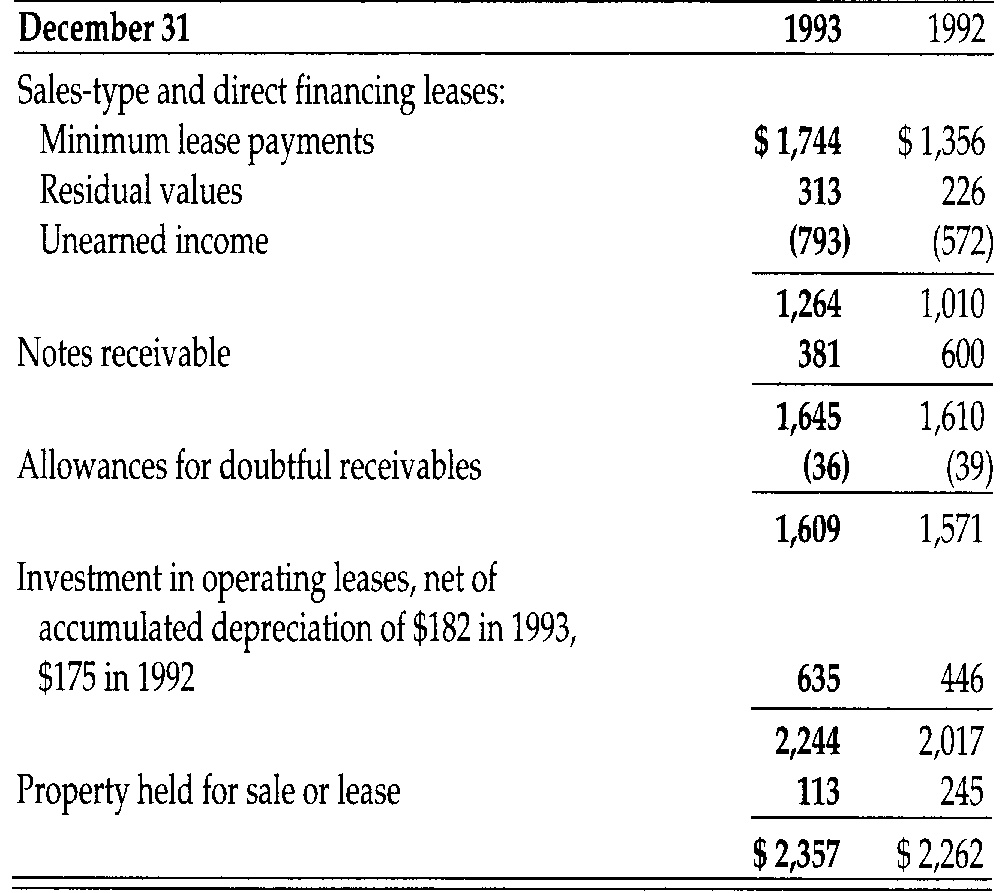 December 31 1993 1992
Sales-type and direct financing leases:
Minimum lease payments $ 1,744 $ 1,356
Residual values 313 226
Unearned income (793) (572)
1,264 1,010
Notes receivable 381 600
1,645 1,610
Allowances for doubtful receivables (36) (39)
1,609 1,571
Investment in operating leases, net of
accumulated depreciation of $182 in 1993,
$175 in 1992 635 446
2,244 2,017
Property held for sale or lease 113 245
$ 2,357 $ 2,262